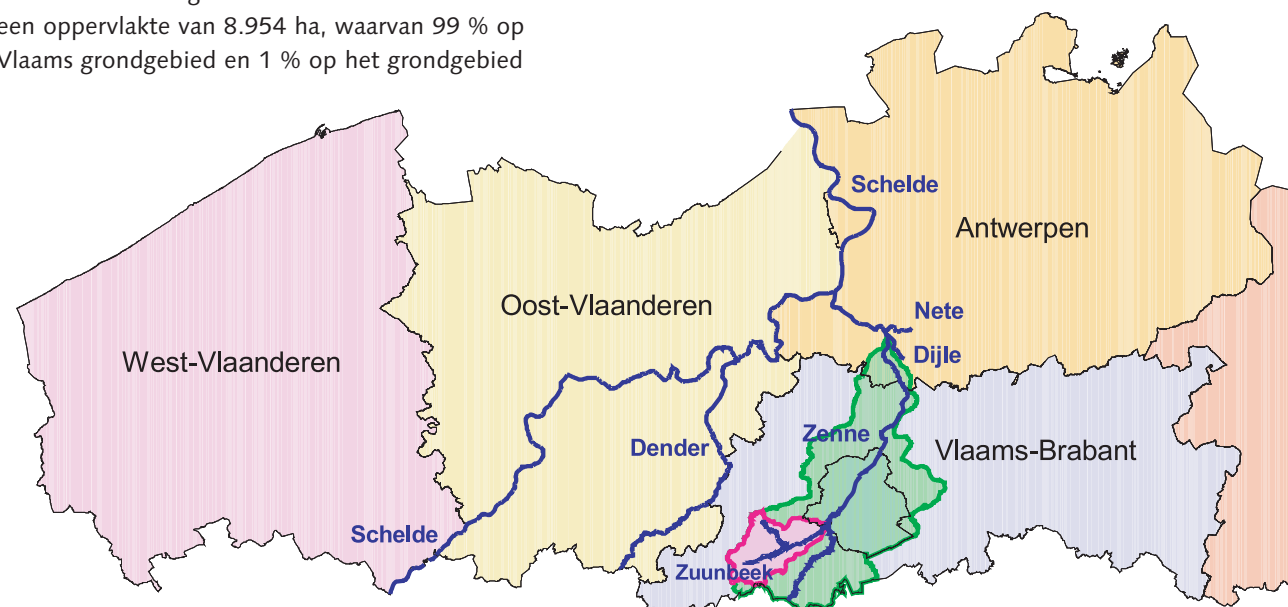 een oppervlakte van 8.954 ha, waarvan 99 % op
Vlaams grondgebied en 1 % op het grondgebied
Schelde
Antwerpen
Oost-Vlaanderen
Nete
Dijle
West-Vlaanderen
Zenne
Dender
Vlaams-Brabant
Schelde
Zuunbeek